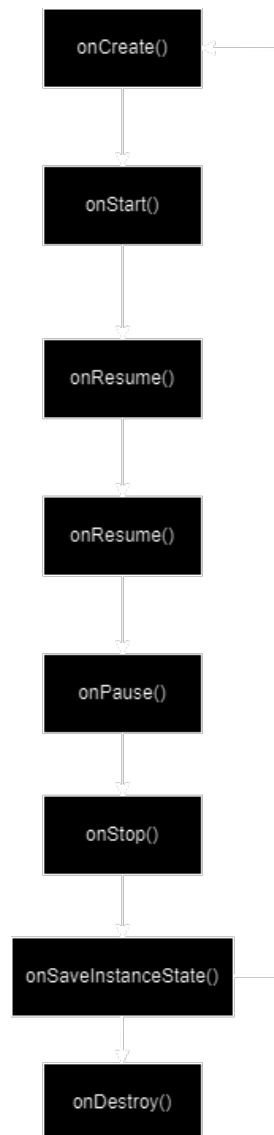 onCreate()
onStart()
onResume()
onResume()
onPause()
onStop()
onSaveInstanceState()
onDestroy()